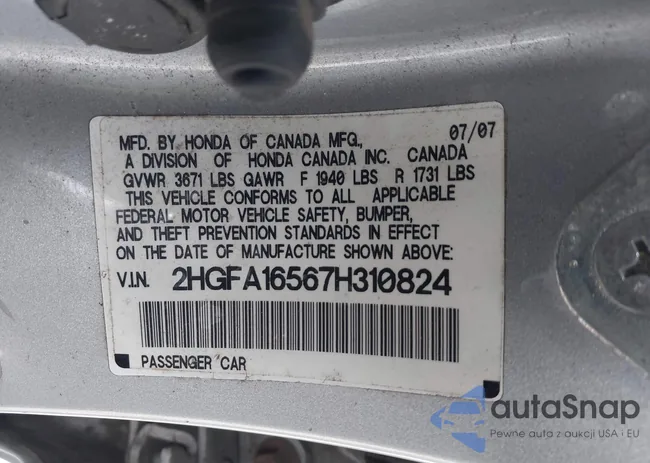 07/07
MFD. BY HONDA OF CANADA MFG.,
A DIVISION OF HONDA CANADA INC. CANADA
GVWR 3671 LBS GAWR F 1940 LBS R 1731 LBS
THIS VEHICLE CONFORMS TO ALL APPLICABLE
FEDERAL MOTOR VEHICLE SAFETY, BUMPER,
AND THEFT PREVENTION STANDARDS IN EFFECT
ON THE DATE OF MANUFACTURE SHOWN ABOVE:
V.I.N. 2HGFA16567H310824
PASSENGER CAR
autaSnap
Pewne auta z aukcji USA i EU